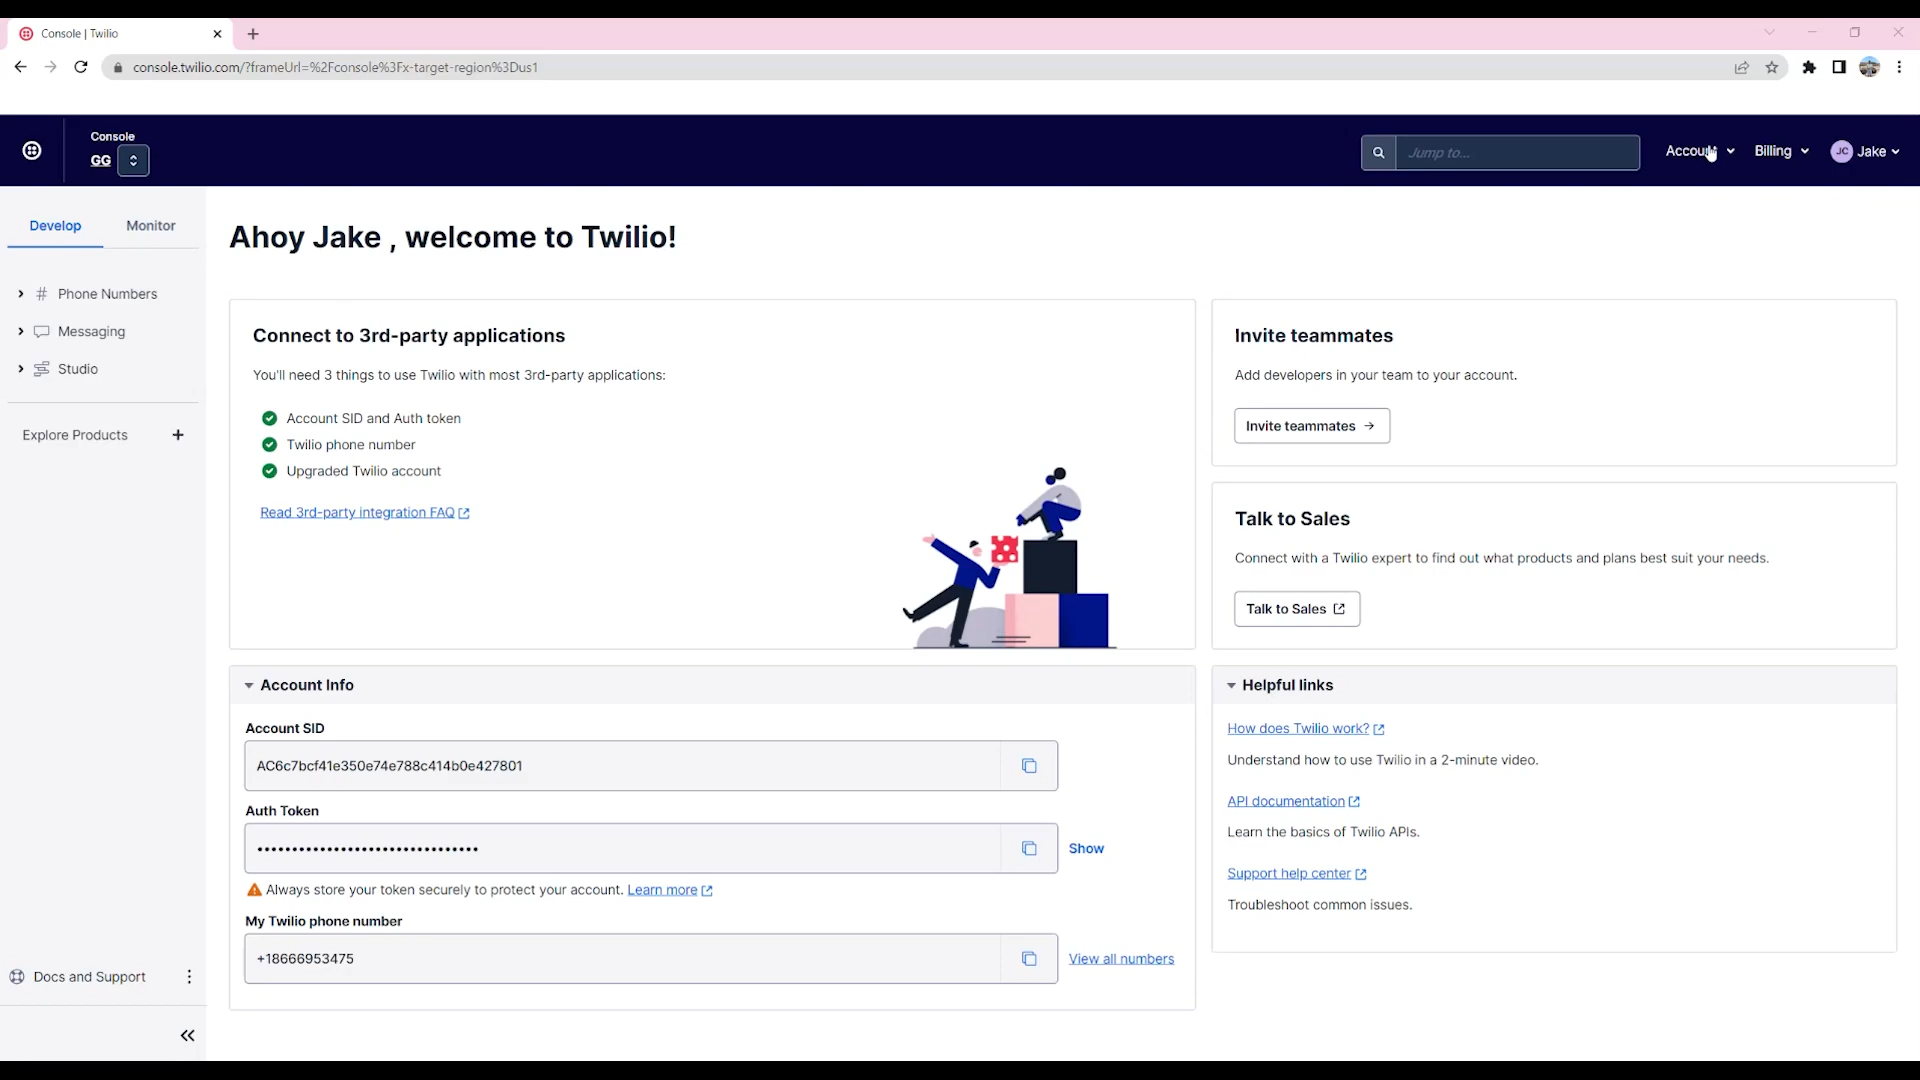 Console | Twilio
console.twilio.com/?frameUrl=%2Fconsole%3Fx-target-region%3Dus1
Console
GG
Jump to...
Account
Billing
JC
Jake
Develop
Monitor
Phone Numbers
Messaging
Studio
Explore Products
Docs and Support
Ahoy Jake , welcome to Twilio!
Connect to 3rd-party applications
You'll need 3 things to use Twilio with most 3rd-party applications:
Account SID and Auth token
Twilio phone number
Upgraded Twilio account
Read 3rd-party integration FAQ
Invite teammates
Add developers in your team to your account.
Invite teammates →
Talk to Sales
Connect with a Twilio expert to find out what products and plans best suit your needs.
Talk to Sales
Account Info
Account SID
AC6c7bcf41e350e74e788c414b0e427801
Auth Token
••••••••••••••••••••••••••••••••
Show
Always store your token securely to protect your account. Learn more
My Twilio phone number
+18666953475
View all numbers
Helpful links
How does Twilio work?
Understand how to use Twilio in a 2-minute video.
API documentation
Learn the basics of Twilio APIs.
Support help center
Troubleshoot common issues.